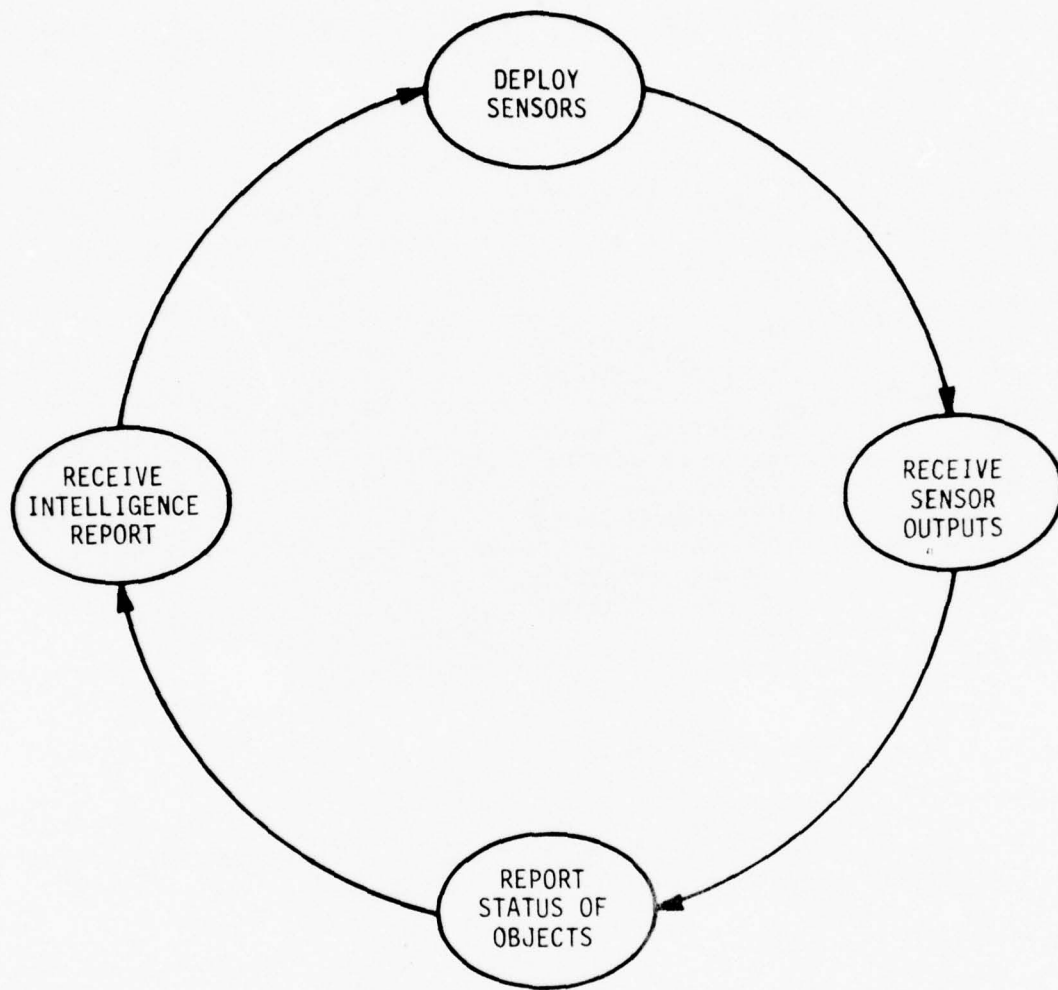 DEPLOY
SENSORS
RECEIVE
SENSOR
OUTPUTS
REPORT
STATUS OF
OBJECTS
RECEIVE
INTELLIGENCE
REPORT